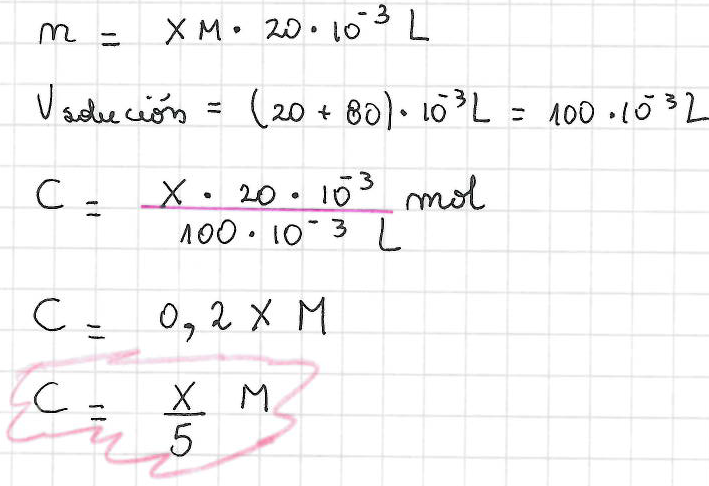 n = X M · 20 · 10⁻³ L
V solución = (20 + 80) · 10⁻³ L = 100 · 10⁻³ L
C = X · 20 · 10⁻³ mol
100 · 10⁻³ L
C = 0,2 X M
C = X M
5